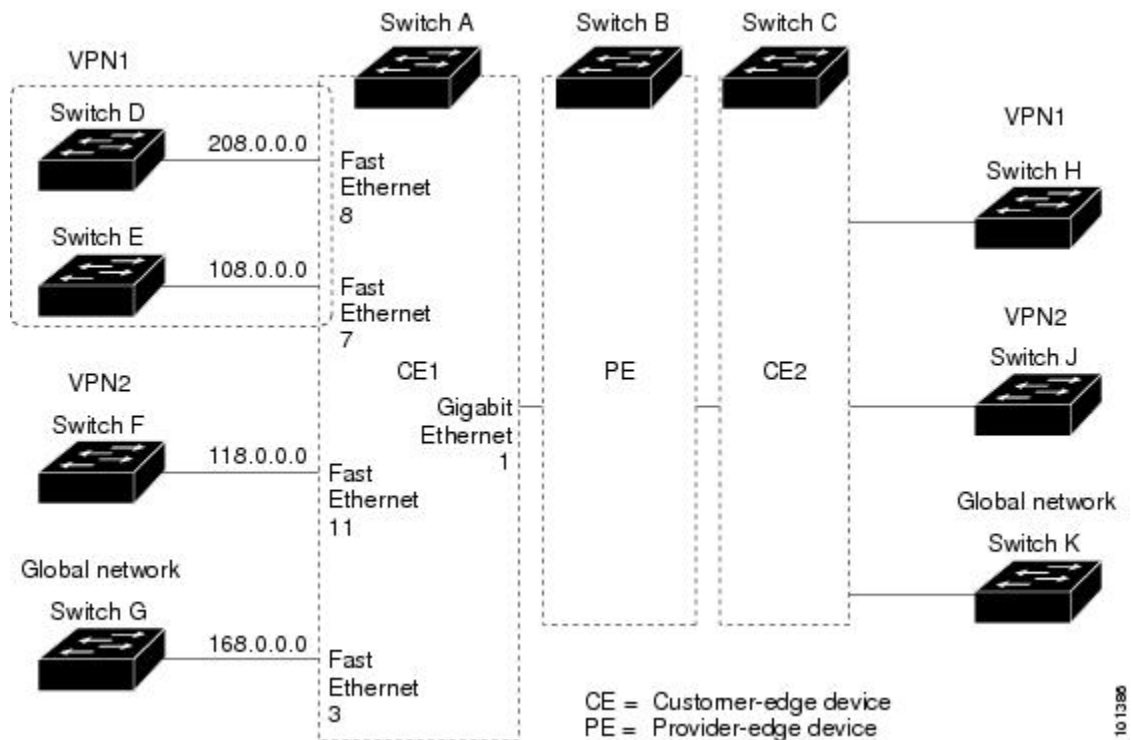 Switch A
Switch B
Switch C
VPN1
Switch D
208.0.0.0
Fast
Ethernet
8
Switch E
108.0.0.0
Fast
Ethernet
7
VPN2
Switch F
118.0.0.0
Fast
Ethernet
11
Global network
Switch G
168.0.0.0
Fast
Ethernet
3
CE1
Gigabit
Ethernet
1
PE
CE2
VPN1
Switch H
VPN2
Switch J
Global network
Switch K
CE = Customer-edge device
PE = Provider-edge device
101386